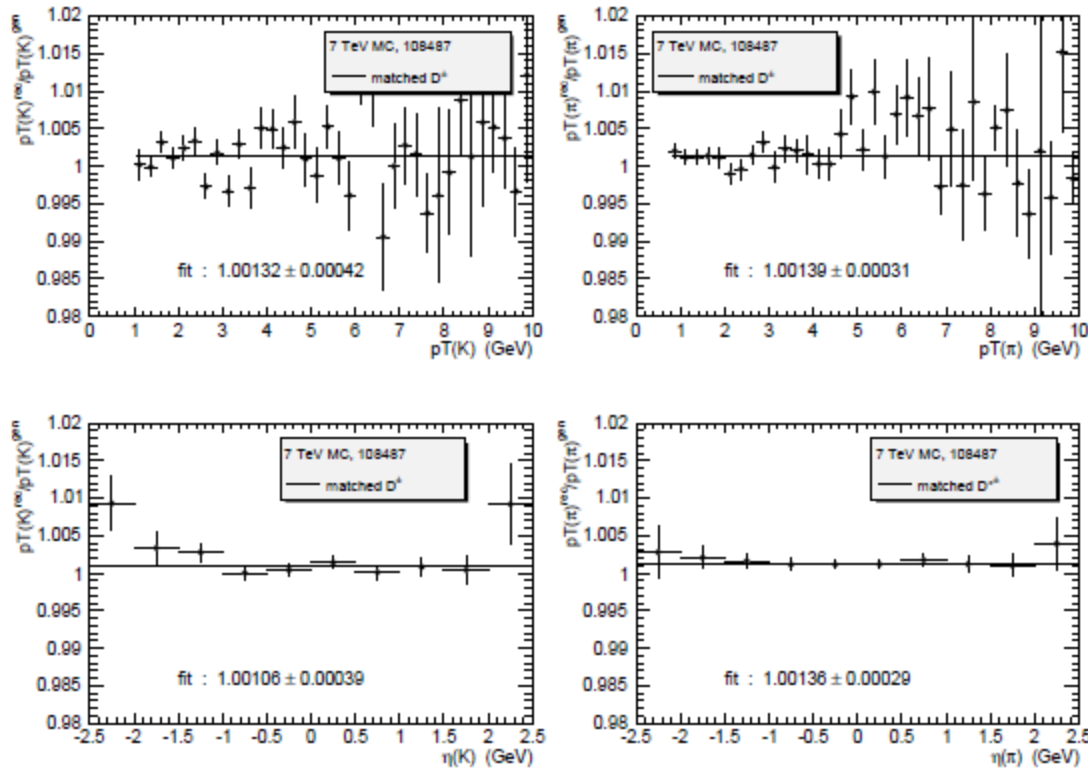 1.02
1.015
1.01
1.005
1
0.995
0.99
0.985
0.98
pT(K)^rec/pT(K)^gen
7 TeV MC, 108487
matched D^±
fit : 1.00132 ± 0.00042
0 1 2 3 4 5 6 7 8 9 10
pT(K) (GeV)
1.02
1.015
1.01
1.005
1
0.995
0.99
0.985
0.98
pT(π)^rec/pT(π)^gen
7 TeV MC, 108487
matched D^±
fit : 1.00139 ± 0.00031
0 1 2 3 4 5 6 7 8 9 10
pT(π) (GeV)
1.02
1.015
1.01
1.005
1
0.995
0.99
0.985
0.98
pT(K)^rec/pT(K)^gen
7 TeV MC, 108487
matched D^±
fit : 1.00106 ± 0.00039
-2.5 -2 -1.5 -1 -0.5 0 0.5 1 1.5 2 2.5
η(K) (GeV)
1.02
1.015
1.01
1.005
1
0.995
0.99
0.985
0.98
pT(π)^rec/pT(π)^gen
7 TeV MC, 108487
matched D*^±
fit : 1.00136 ± 0.00029
-2.5 -2 -1.5 -1 -0.5 0 0.5 1 1.5 2 2.5
η(π) (GeV)